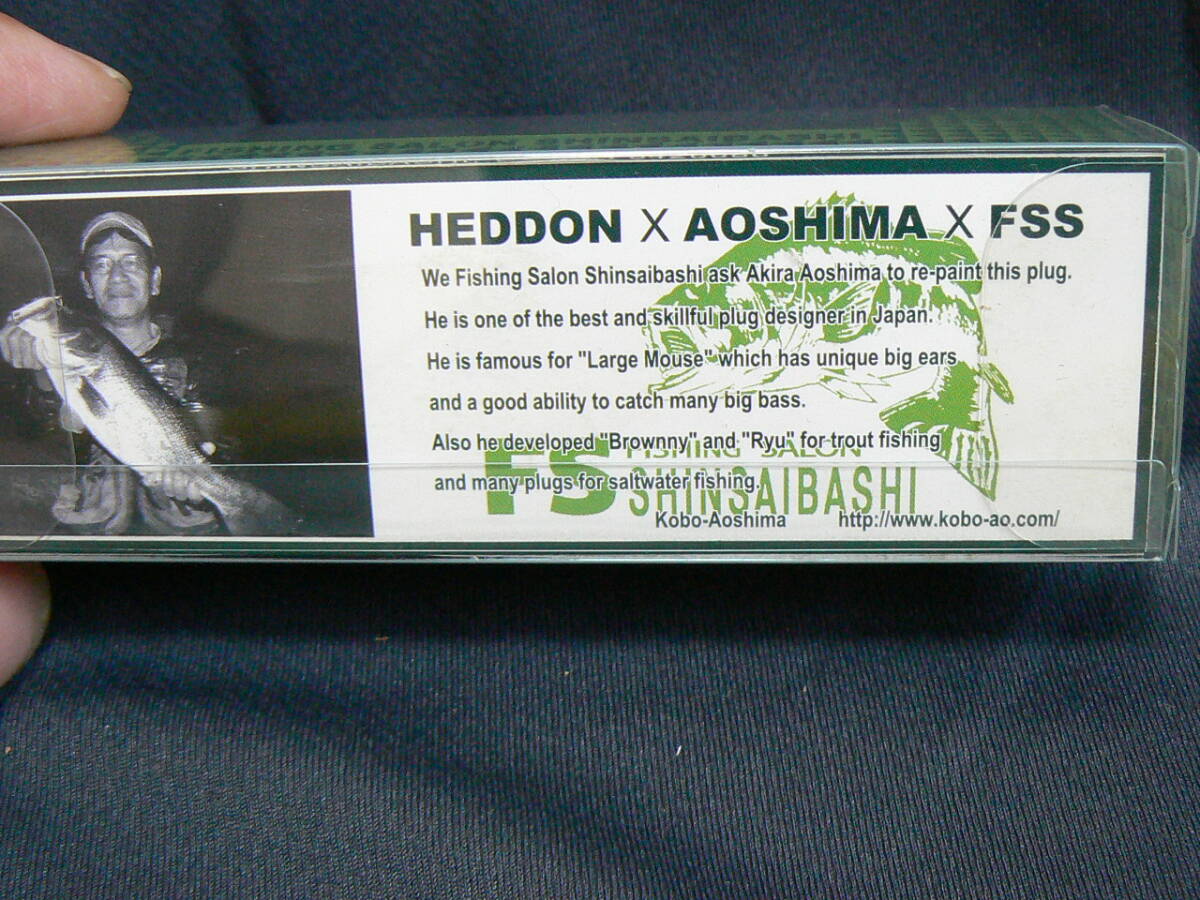 FISHING SALON SHINSAIBASHI
HEDDON X AOSHIMA X FSS
We Fishing Salon Shinsaibashi ask Akira Aoshima to re-paint this plug.
He is one of the best and skillful plug designer in Japan.
He is famous for "Large Mouse" which has unique big ears
and a good ability to catch many big bass.
Also he developed "Brownny" and "Ryu" for trout fishing
and many plugs for saltwater fishing.
FS FISHING SALON
SHINSAIBASHI
Kobo-Aoshima http://www.kobo-ao.com/